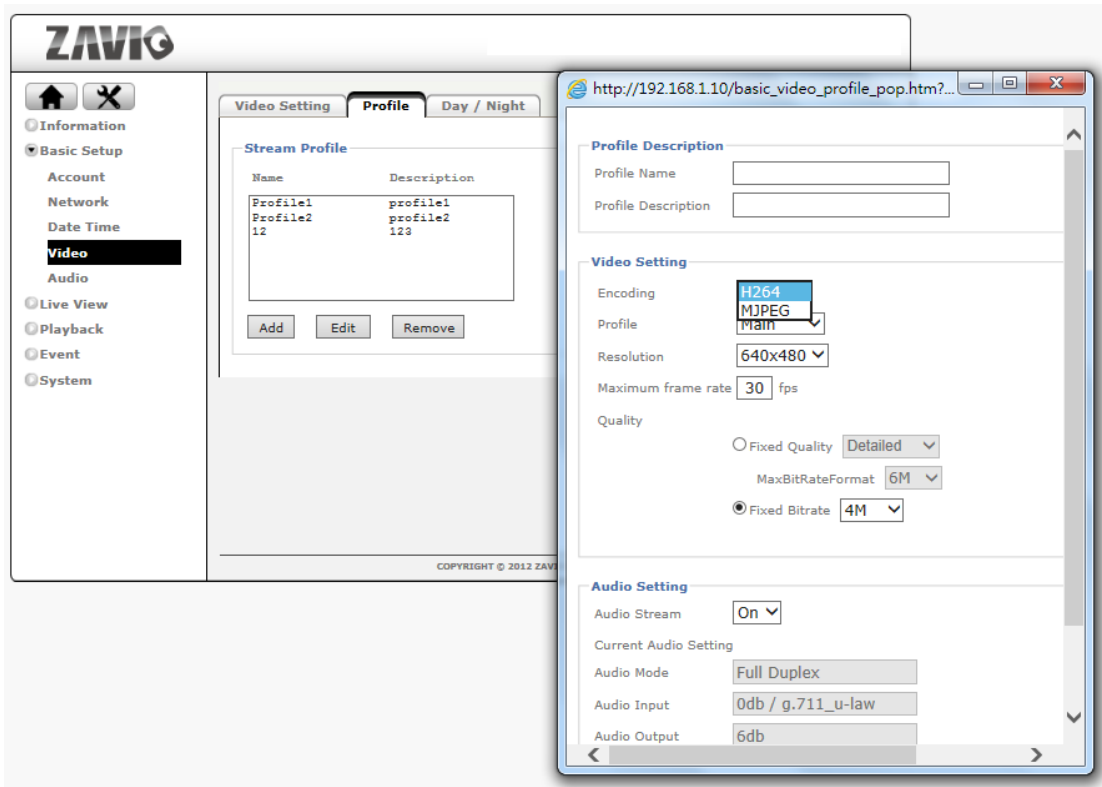 ZAVIO
Information
Basic Setup
Account
Network
Date Time
Video
Audio
Live View
Playback
Event
System
Video Setting Profile Day / Night
Stream Profile
Name Description
Profile1 profile1
Profile2 profile2
12 123
Add Edit Remove
COPYRIGHT © 2012 ZAVI
http://192.168.1.10/basic_video_profile_pop.htm?...
Profile Description
Profile Name
Profile Description
Video Setting
Encoding H264
MJPEG
Profile Main
Resolution 640x480
Maximum frame rate 30 fps
Quality
Fixed Quality Detailed
MaxBitRateFormat 6M
Fixed Bitrate 4M
Audio Setting
Audio Stream On
Current Audio Setting
Audio Mode Full Duplex
Audio Input 0db / g.711_u-law
Audio Output 6db